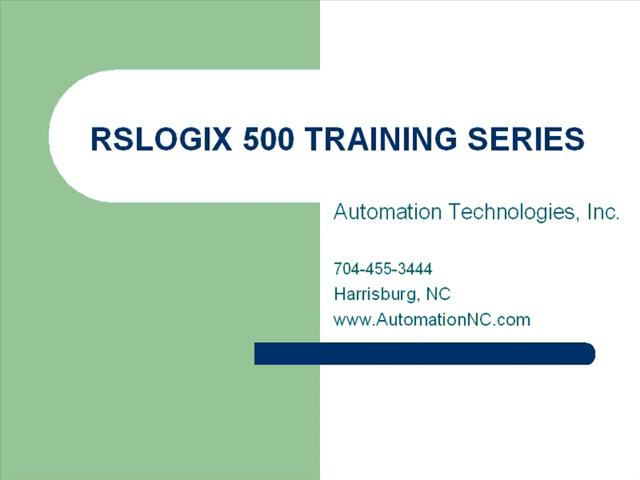 RSLOGIX 500 TRAINING SERIES
Automation Technologies, Inc.
704-455-3444
Harrisburg, NC
www.AutomationNC.com